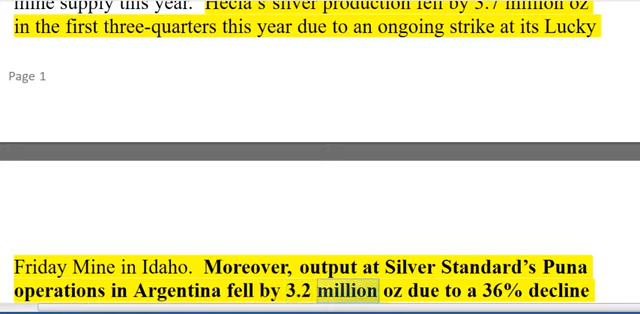 mine supply this year. Hecla's silver production fell by 3.7 million oz
in the first three-quarters this year due to an ongoing strike at its Lucky
Page 1
Friday Mine in Idaho. Moreover, output at Silver Standard's Puna
operations in Argentina fell by 3.2 million oz due to a 36% decline